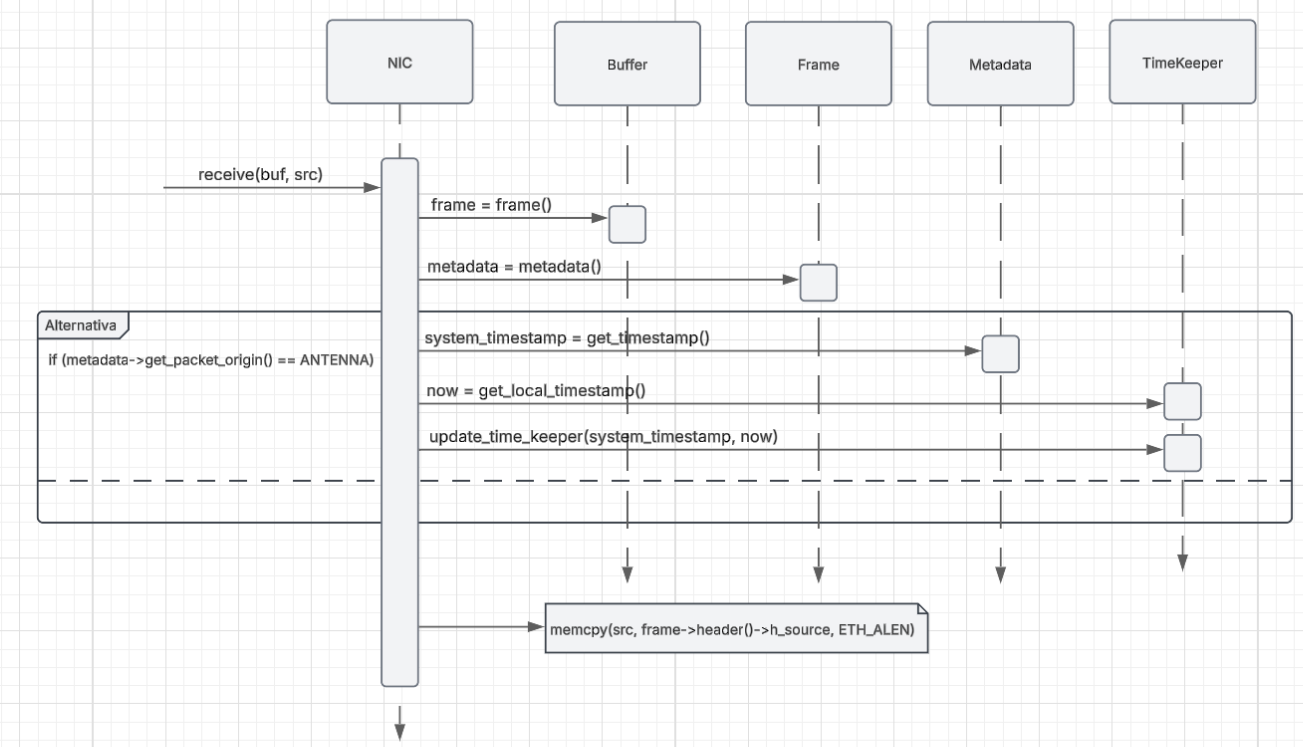 NIC
Buffer
Frame
Metadata
TimeKeeper
receive(buf, src)
frame = frame()
metadata = metadata()
Alternativa
system_timestamp = get_timestamp()
if (metadata->get_packet_origin() == ANTENNA)
now = get_local_timestamp()
update_time_keeper(system_timestamp, now)
memcpy(src, frame->header()->h_source, ETH_ALEN)